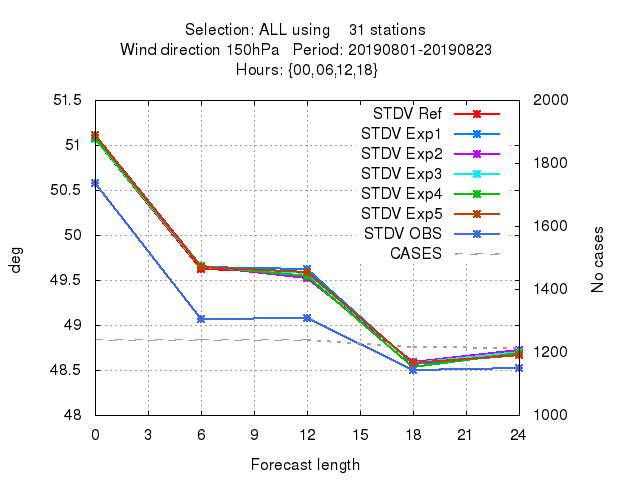 Selection: ALL using 31 stations
Wind direction 150hPa Period: 20190801-20190823
Hours: {00,06,12,18}
51.5
51
50.5
50
49.5
49
48.5
48
deg
2000
1800
1600
1400
1200
1000
No cases
STDV Ref
STDV Exp1
STDV Exp2
STDV Exp3
STDV Exp4
STDV Exp5
STDV OBS
CASES
0 3 6 9 12 15 18 21 24
Forecast length